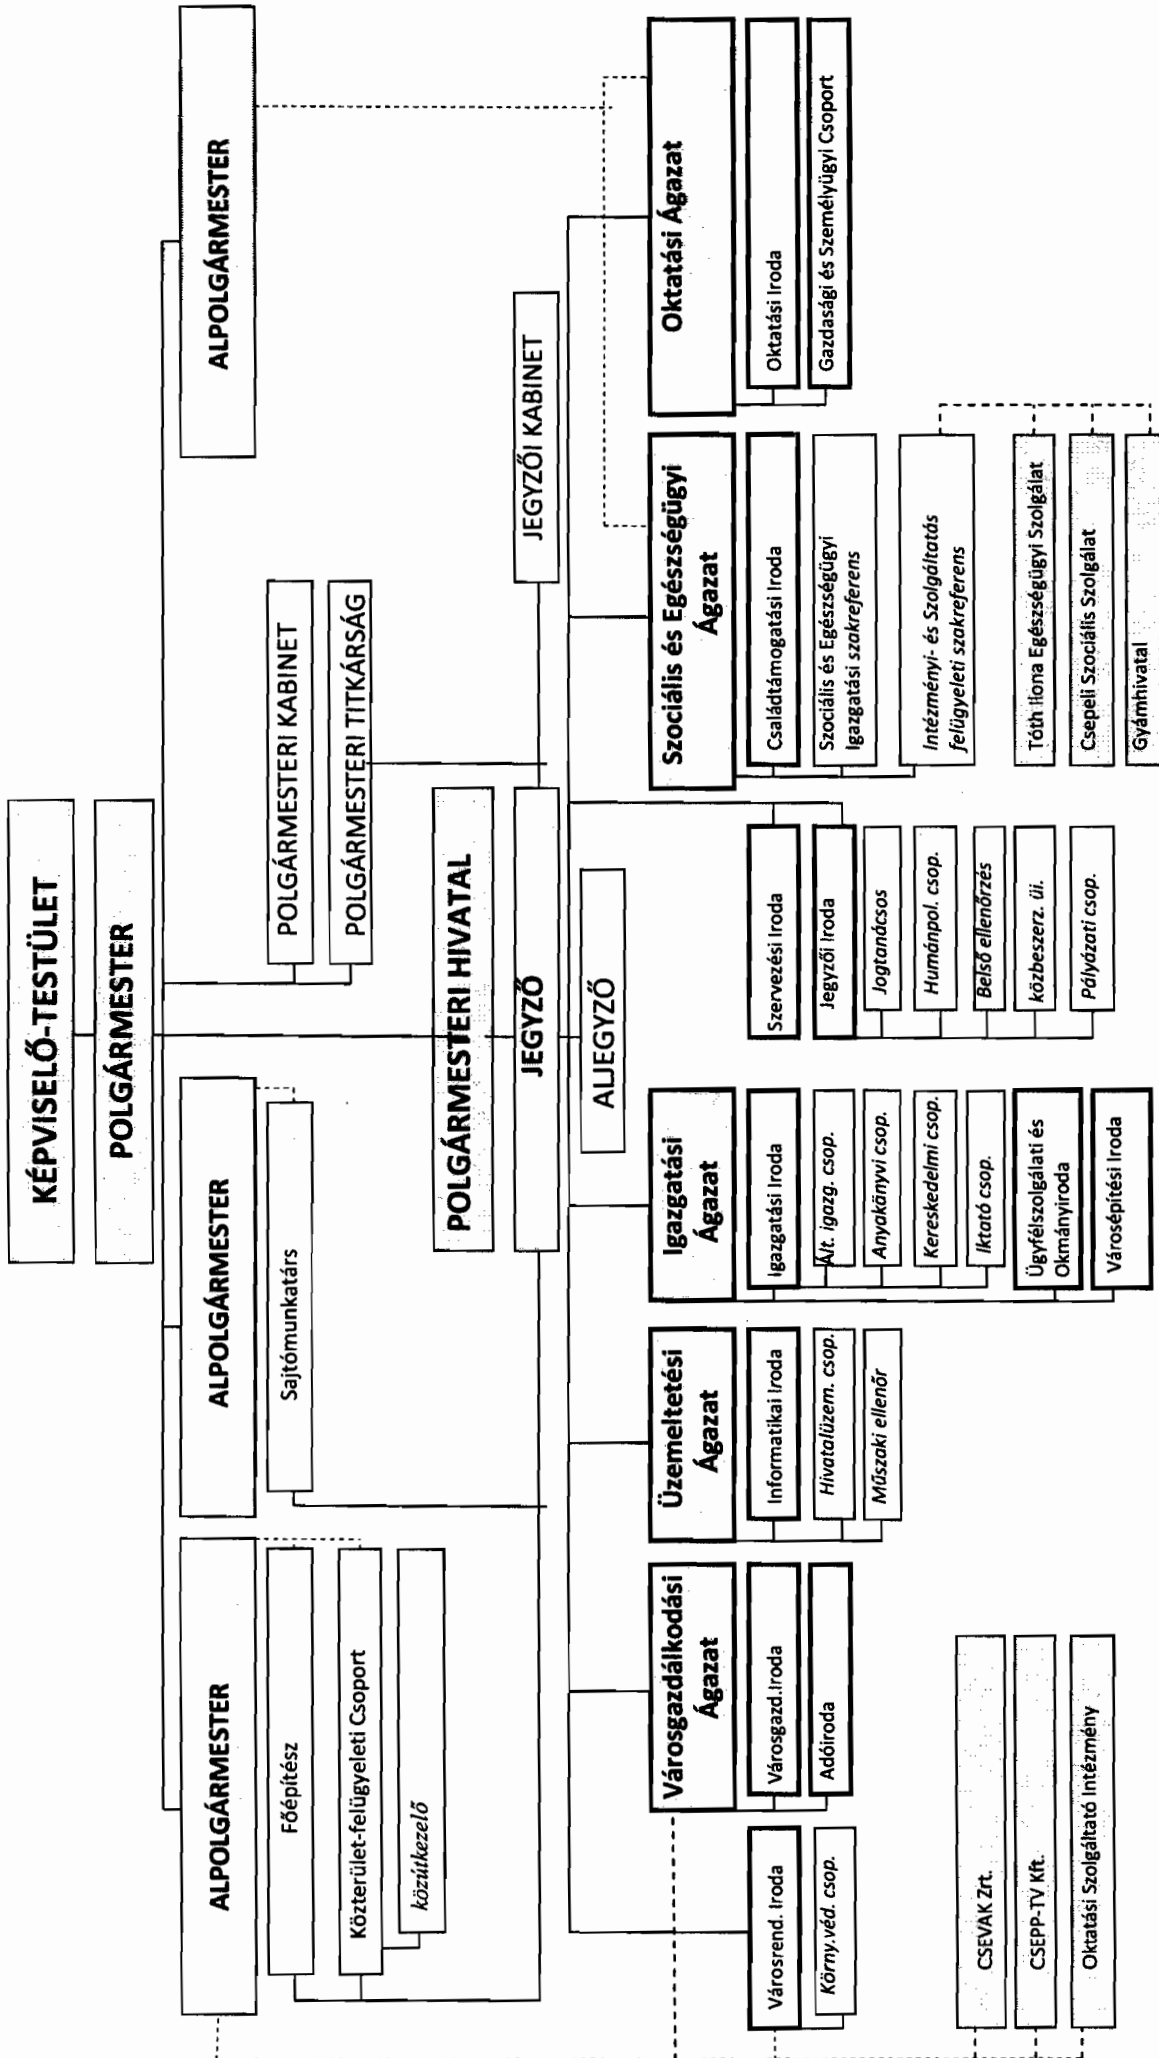 KÉPVISELŐ-TESTÜLET
POLGÁRMESTER
ALPOLGÁRMESTER
ALPOLGÁRMESTER
ALPOLGÁRMESTER
Főépítész
Közterület-felügyeleti Csoport
közútkezelő
Sajtómunkatárs
POLGÁRMESTERI KABINET
POLGÁRMESTERI TITKÁRSÁG
POLGÁRMESTERI HIVATAL
JEGYZŐ
JEGYZŐI KABINET
ALJEGYZŐ
Városrend. Iroda
Körny.véd. csop.
Városgazdálkodási
Ágazat
Városgazd.Iroda
Adóiroda
Üzemeltetési
Ágazat
Informatikai Iroda
Hivatalüzem. csop.
Műszaki ellenőr
Igazgatási
Ágazat
Igazgatási Iroda
Ált. igazg. csop.
Anyakönyvi csop.
Kereskedelmi csop.
Iktató csop.
Ügyfélszolgálati és
Okmányiroda
Városépítési Iroda
Szervezési Iroda
Jegyzői Iroda
Jogtanácsos
Humánpol. csop.
Belső ellenőrzés
közbeszerz. üi.
Pályázati csop.
Szociális és Egészségügyi
Ágazat
Családtámogatási Iroda
Szociális és Egészségügyi
Igazgatási szakreferens
Intézményi- és Szolgáltatás
felügyeleti szakreferens
Tóth Ilona Egészségügyi Szolgálat
Csepeli Szociális Szolgálat
Gyámhivatal
Oktatási Ágazat
Oktatási Iroda
Gazdasági és Személyügyi Csoport
CSEVAK Zrt.
CSEPP-TV Kft.
Oktatási Szolgáltató Intézmény